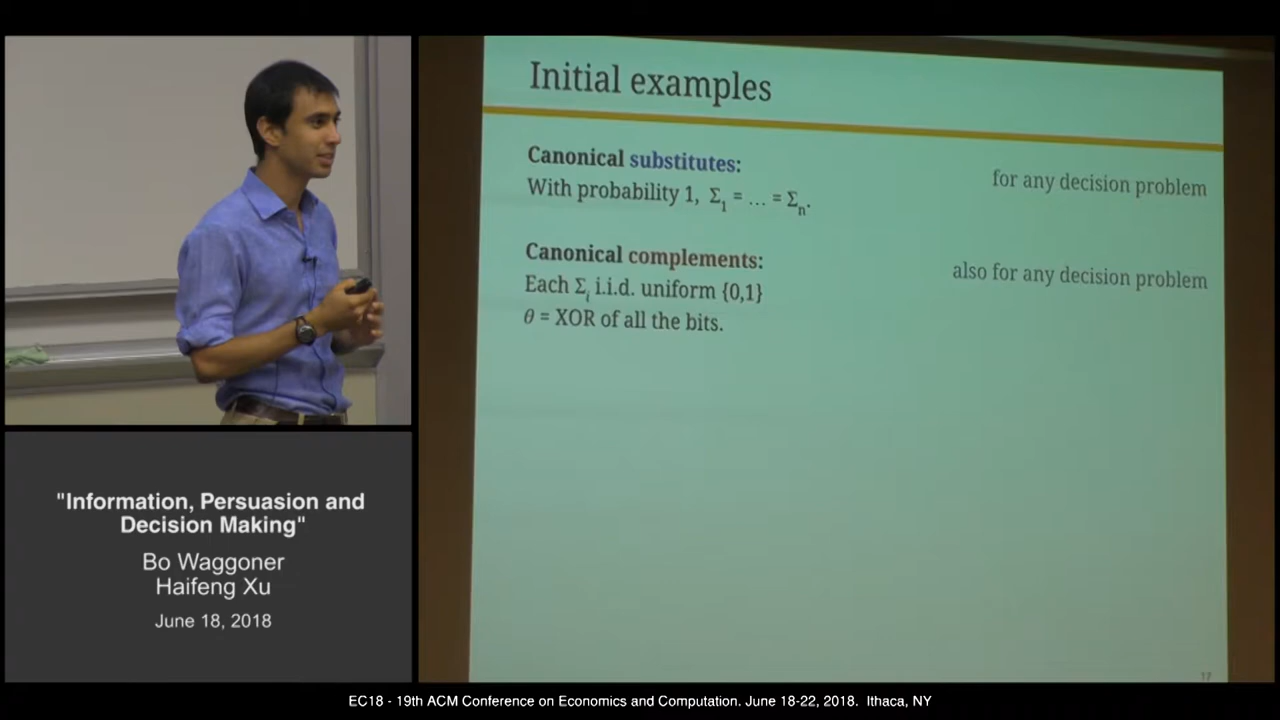 Initial examples
Canonical substitutes:
for any decision problem
With probability 1, Σ₁ = … = Σₙ.
Canonical complements:
also for any decision problem
Each Σᵢ i.i.d. uniform {0,1}
θ = XOR of all the bits.
"Information, Persuasion and
Decision Making"
Bo Waggoner
Haifeng Xu
June 18, 2018
EC18 - 19th ACM Conference on Economics and Computation. June 18-22, 2018. Ithaca, NY